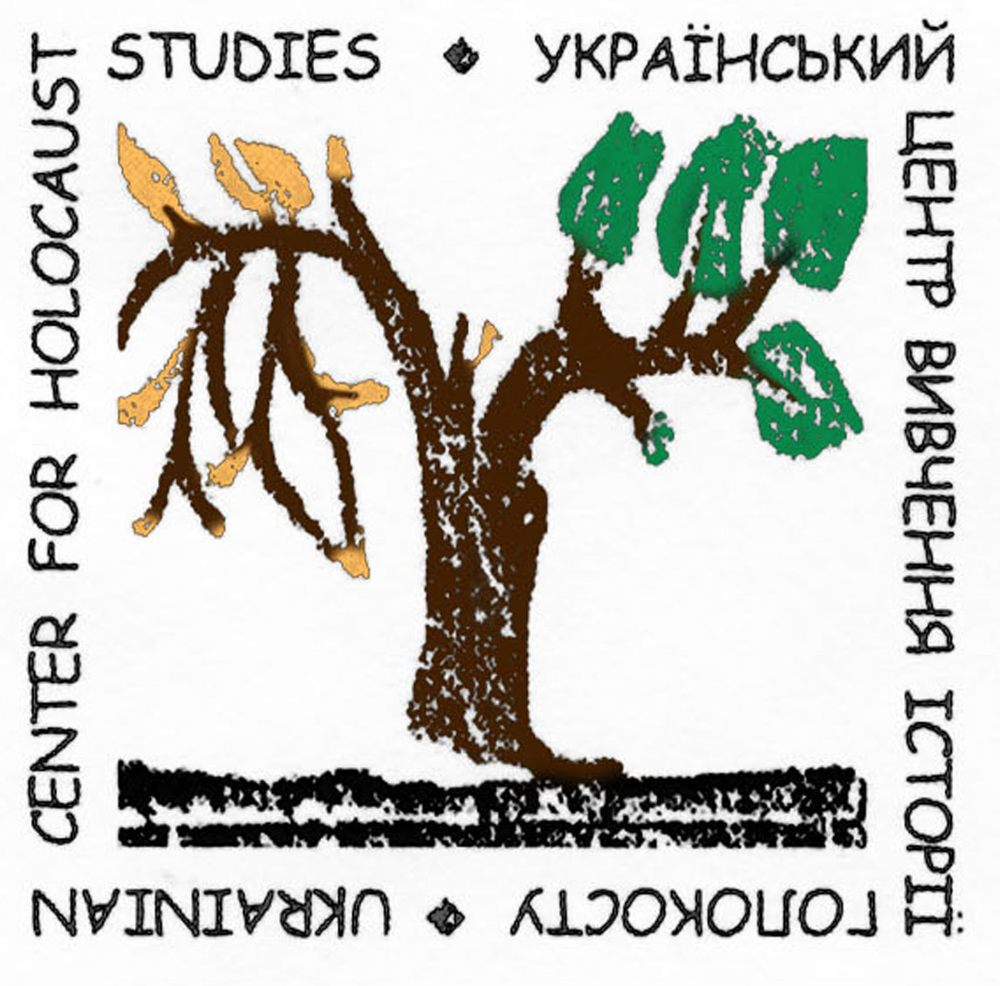 УКРАЇНСЬКИЙ
ЦЕНТР ВИВЧЕННЯ ІСТОРІЇ
ГОЛОКОСТУ
UKRAINIAN
CENTER FOR HOLOCAUST
STUDIES